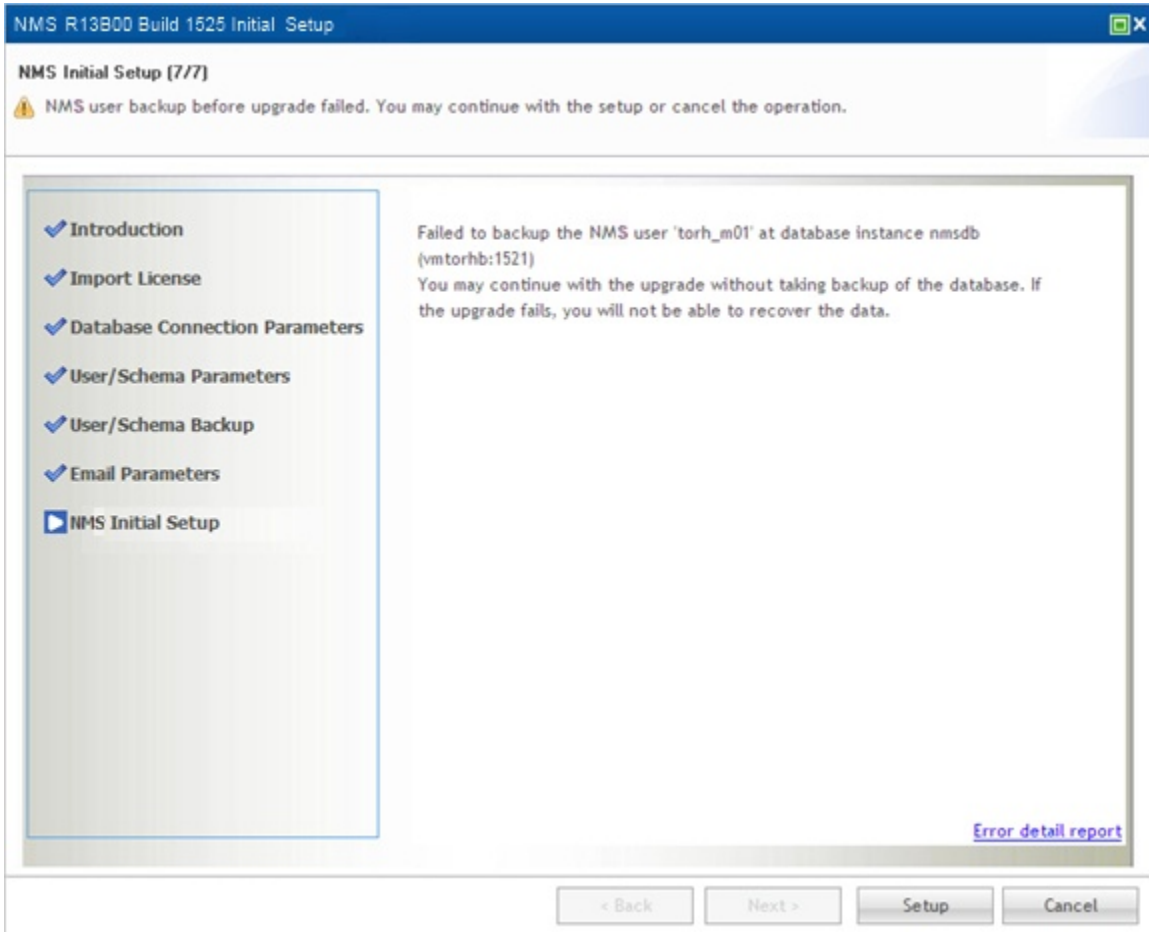 NMS R13B00 Build 1525 Initial Setup
NMS Initial Setup (7/7)
NMS user backup before upgrade failed. You may continue with the setup or cancel the operation.
Introduction
Import License
Database Connection Parameters
User/Schema Parameters
User/Schema Backup
Email Parameters
NMS Initial Setup
Failed to backup the NMS user 'torh_m01' at database instance nmsdb
(vmtorhb:1521)
You may continue with the upgrade without taking backup of the database. If
the upgrade fails, you will not be able to recover the data.
Error detail report
< Back
Next >
Setup
Cancel